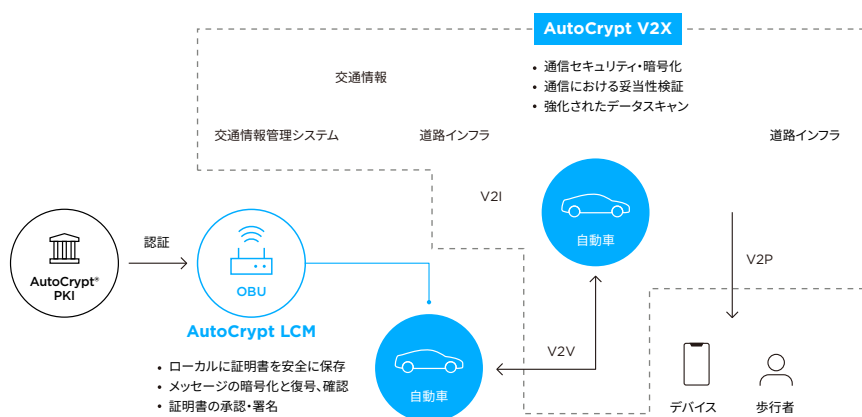 AutoCrypt V2X
• 通信セキュリティ・暗号化
• 通信における妥当性検証
• 強化されたデータスキャン
交通情報
交通情報管理システム
道路インフラ
道路インフラ
V2I
自動車
V2P
認証
AutoCrypt®
PKI
OBU
AutoCrypt LCM
• ローカルに証明書を安全に保存
• メッセージの暗号化と復号、確認
• 証明書の承認・署名
自動車
V2V
デバイス
歩行者